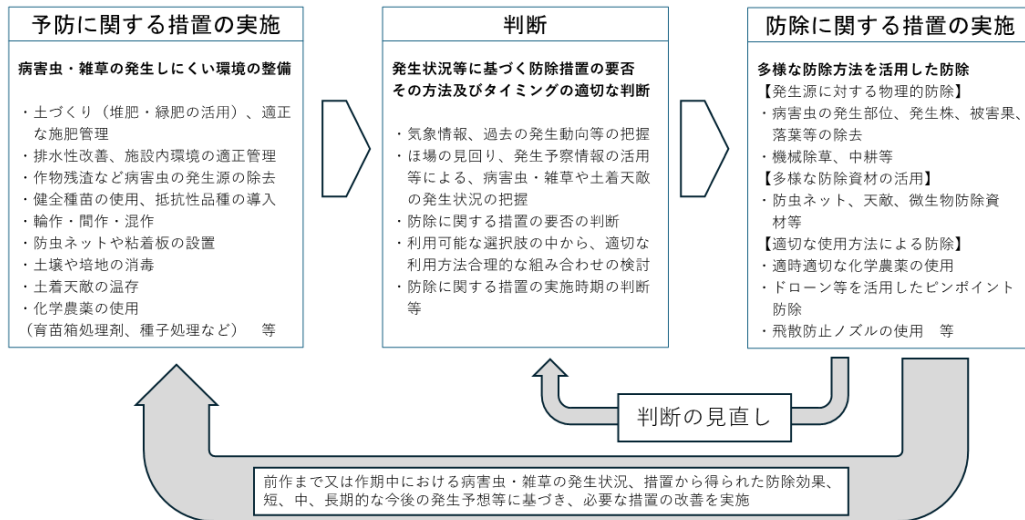 予防に関する措置の実施
病害虫・雑草の発生しにくい環境の整備
・土づくり（堆肥・緑肥の活用）、適正
な施肥管理
・排水性改善、施設内環境の適正管理
・作物残渣など病害虫の発生源の除去
・健全種苗の使用、抵抗性品種の導入
・輪作・間作・混作
・防虫ネットや粘着板の設置
・土壌や培地の消毒
・土着天敵の温存
・化学農薬の使用
（育苗箱処理剤、種子処理など）　等
判断
発生状況等に基づく防除措置の要否
その方法及びタイミングの適切な判断
・気象情報、過去の発生動向等の把握
・ほ場の見回り、発生予察情報の活用
等による、病害虫・雑草や土着天敵
の発生状況の把握
・防除に関する措置の要否の判断
・利用可能な選択肢の中から、適切な
利用方法合理的な組み合わせの検討
・防除に関する措置の実施時期の判断
等
防除に関する措置の実施
多様な防除方法を活用した防除
【発生源に対する物理的防除】
・病害虫の発生部位、発生株、被害果、
落葉等の除去
・機械除草、中耕等
【多様な防除資材の活用】
・防虫ネット、天敵、微生物防除資
材等
【適切な使用方法による防除】
・適時適切な化学農薬の使用
・ドローン等を活用したピンポイント
防除
・飛散防止ノズルの使用　等
判断の見直し
前作まで又は作期中における病害虫・雑草の発生状況、措置から得られた防除効果、
短、中、長期的な今後の発生予想等に基づき、必要な措置の改善を実施